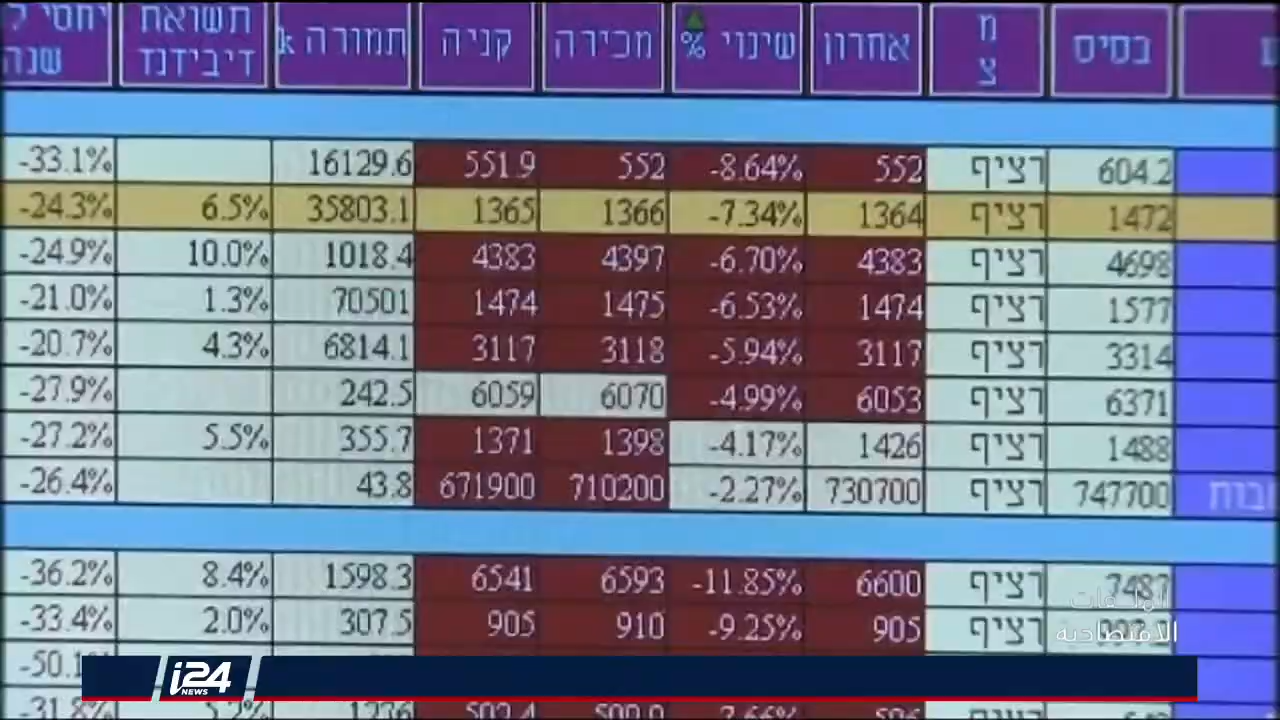 בסיס מצ אחרון שינוי % מכירה קניה תמורה k תשואת דיבידנד יחסי שנה
604.2 רציף 552 -8.64% 552 551.9 16129.6 -33.1%
1472 רציף 1364 -7.34% 1366 1365 35803.1 6.5% -24.3%
4698 רציף 4383 -6.70% 4397 4383 1018.4 10.0% -24.9%
1577 רציף 1474 -6.53% 1475 1474 70501 1.3% -21.0%
3314 רציף 3117 -5.94% 3118 3117 6814.1 4.3% -20.7%
6371 רציף 6053 -4.99% 6070 6059 242.5 -27.9%
1488 רציף 1426 -4.17% 1398 1371 355.7 5.5% -27.2%
747700 רציף 730700 -2.27% 710200 671900 43.8 -26.4%
7487 רציף 6600 -11.85% 6593 6541 1598.3 8.4% -36.2%
רציף 905 -9.25% 910 905 307.5 2.0% -33.4%
الملفات
الاقتصادية
i24
NEWS